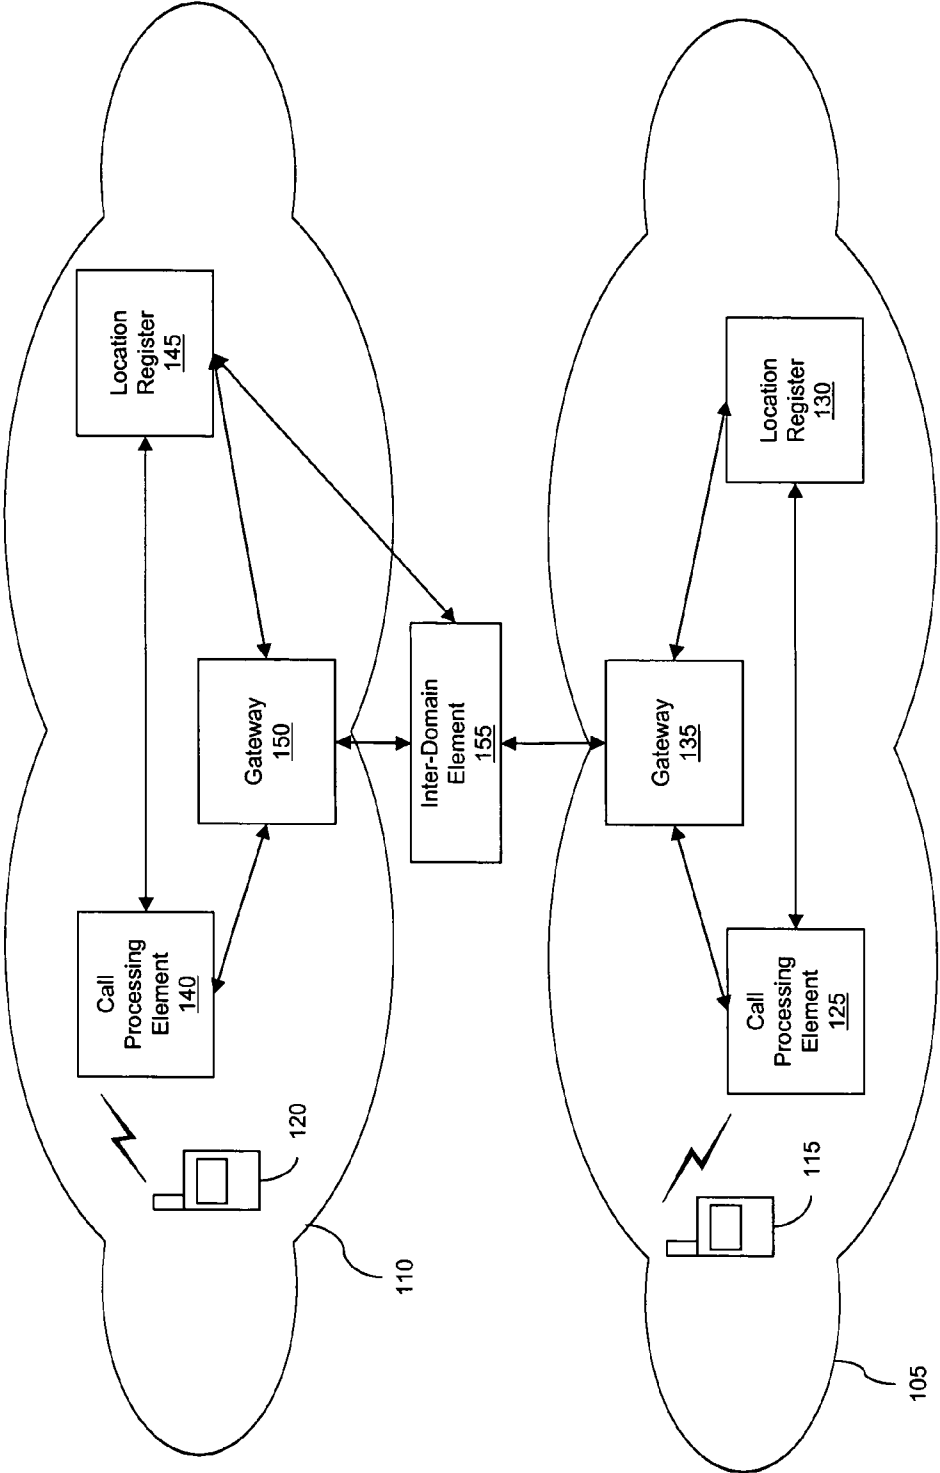 110
120
Call
Processing
Element
140
Gateway
150
Location
Register
145
Inter-Domain
Element
155
105
115
Call
Processing
Element
125
Gateway
135
Location
Register
130